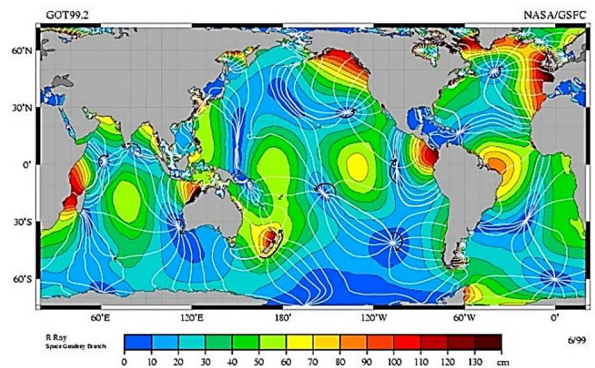 GOT99.2 NASA/GSFC
60°N
30°N
0°
30°S
60°S
60°E 120°E 180° 120°W 60°W 0°
R Ray
Space Geodesy Branch
6/99
0 10 20 30 40 50 60 70 80 90 100 110 120 130 cm